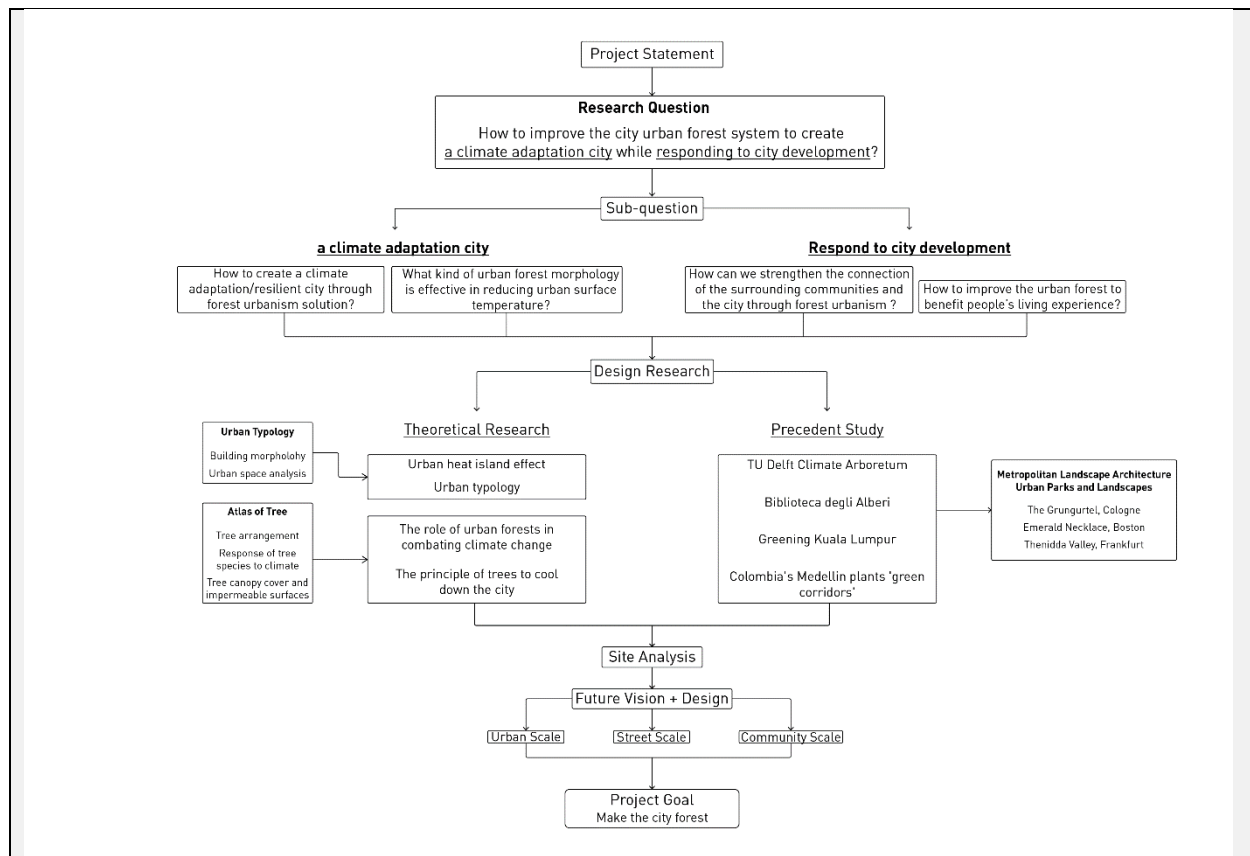 Project Statement
Research Question
How to improve the city urban forest system to create
a climate adaptation city while responding to city development?
Sub-question
a climate adaptation city
Respond to city development
How to create a climate
adaptation/resilient city through
forest urbanism solution?
What kind of urban forest morphology
is effective in reducing urban surface
temperature?
How can we strengthen the connection
of the surrounding communities and
the city through forest urbanism ?
How to improve the urban forest to
benefit people's living experience?
Design Research
Theoretical Research
Precedent Study
Urban Typology
Building morpholohy
Urban space analysis
Urban heat island effect
Urban typology
Atlas of Tree
Tree arrangement
Response of tree
species to climate
Tree canopy cover and
impermeable surfaces
The role of urban forests in
combating climate change
The principle of trees to cool
down the city
TU Delft Climate Arboretum
Biblioteca degli Alberi
Greening Kuala Lumpur
Colombia's Medellin plants 'green
corridors'
Metropolitan Landscape Architecture
Urban Parks and Landscapes
The Grungurtel, Cologne
Emerald Necklace, Boston
Thenidda Valley, Frankfurt
Site Analysis
Future Vision + Design
Urban Scale
Street Scale
Community Scale
Project Goal
Make the city forest